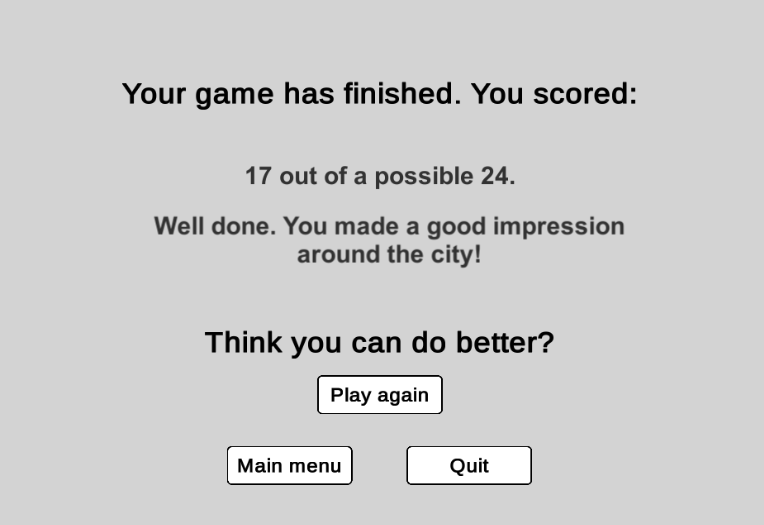 Your game has finished. You scored:
17 out of a possible 24.
Well done. You made a good impression
around the city!
Think you can do better?
Play again
Main menu
Quit